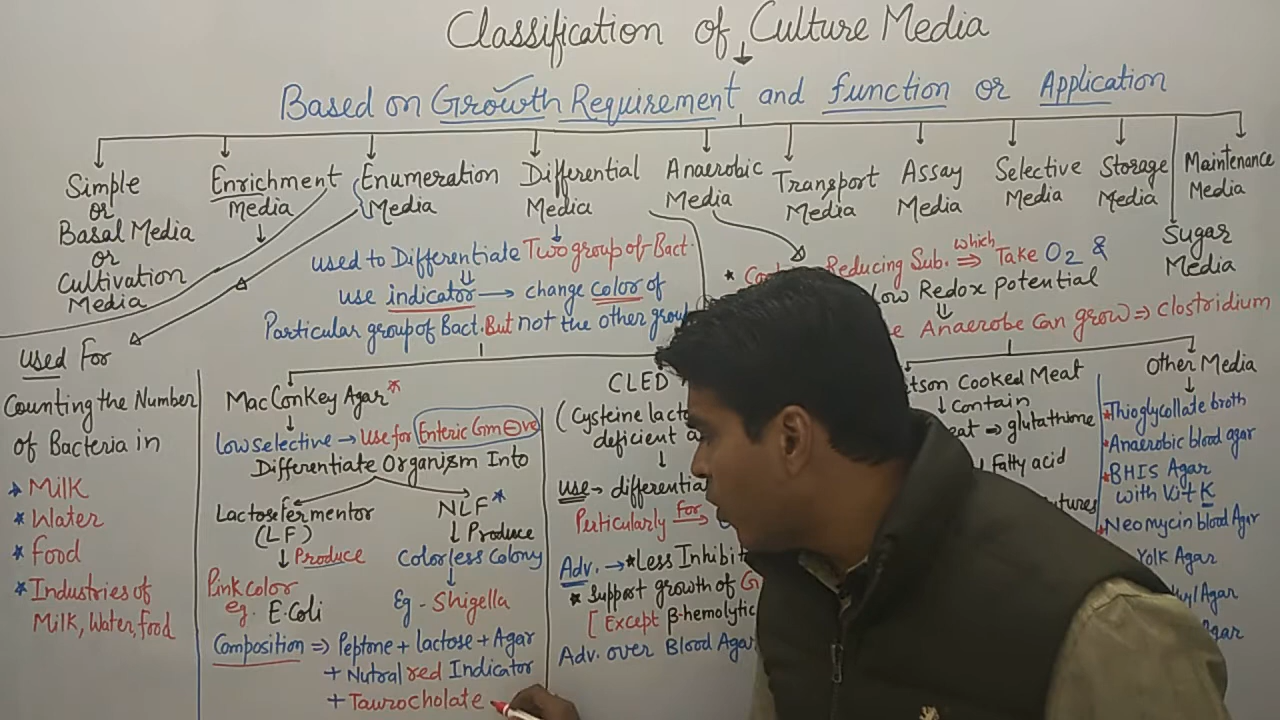 Classification of Culture Media
Based on Growth Requirement and function or Application
Simple
or
Basal Media
or
Cultivation
Media
Enrichment
Media
Enumeration
Media
Differential
Media
Anaerobic
Media
Transport
Media
Assay
Media
Selective
Media
Storage
Media
Maintenance
Media
Sugar
Media
used to Differentiate Two group of Bact.
use indicator → change color of
Particular group of Bact. But not the other group
* Reducing Sub. which ⇒ Take O2 &
Low Redox potential
Anaerobe can grow ⇒ Clostridium
Used For
Counting the Number
of Bacteria in
* Milk
* Water
* food
* Industries of
Milk, Water, food
MacConkey Agar*
Low selective → Use for Enteric Gm ⊖ve
Differentiate Organism Into
Lactose fermentor
(LF)
↓ Produce
Pink color
eg. E.Coli
NLF*
↓ Produce
Colorless Colony
Eg - Shigella
Composition ⇒ Peptone + lactose + Agar
+ Nutral red Indicator
+ Taurocholate
CLED
(Cysteine
deficient
Use →
Particularly for
Adv. → *Less
* Support growth of
[Except β-hemolytic
Adv. over Blood Agar
Cooked Meat
↓ Contain
⇒ glutathione
fatty acid
Other Media
* Thioglycollate broth
* Anaerobic blood agar
* BHIS Agar
with Vit K
* Neomycin blood Agar
Yolk Agar
Agar
Agar